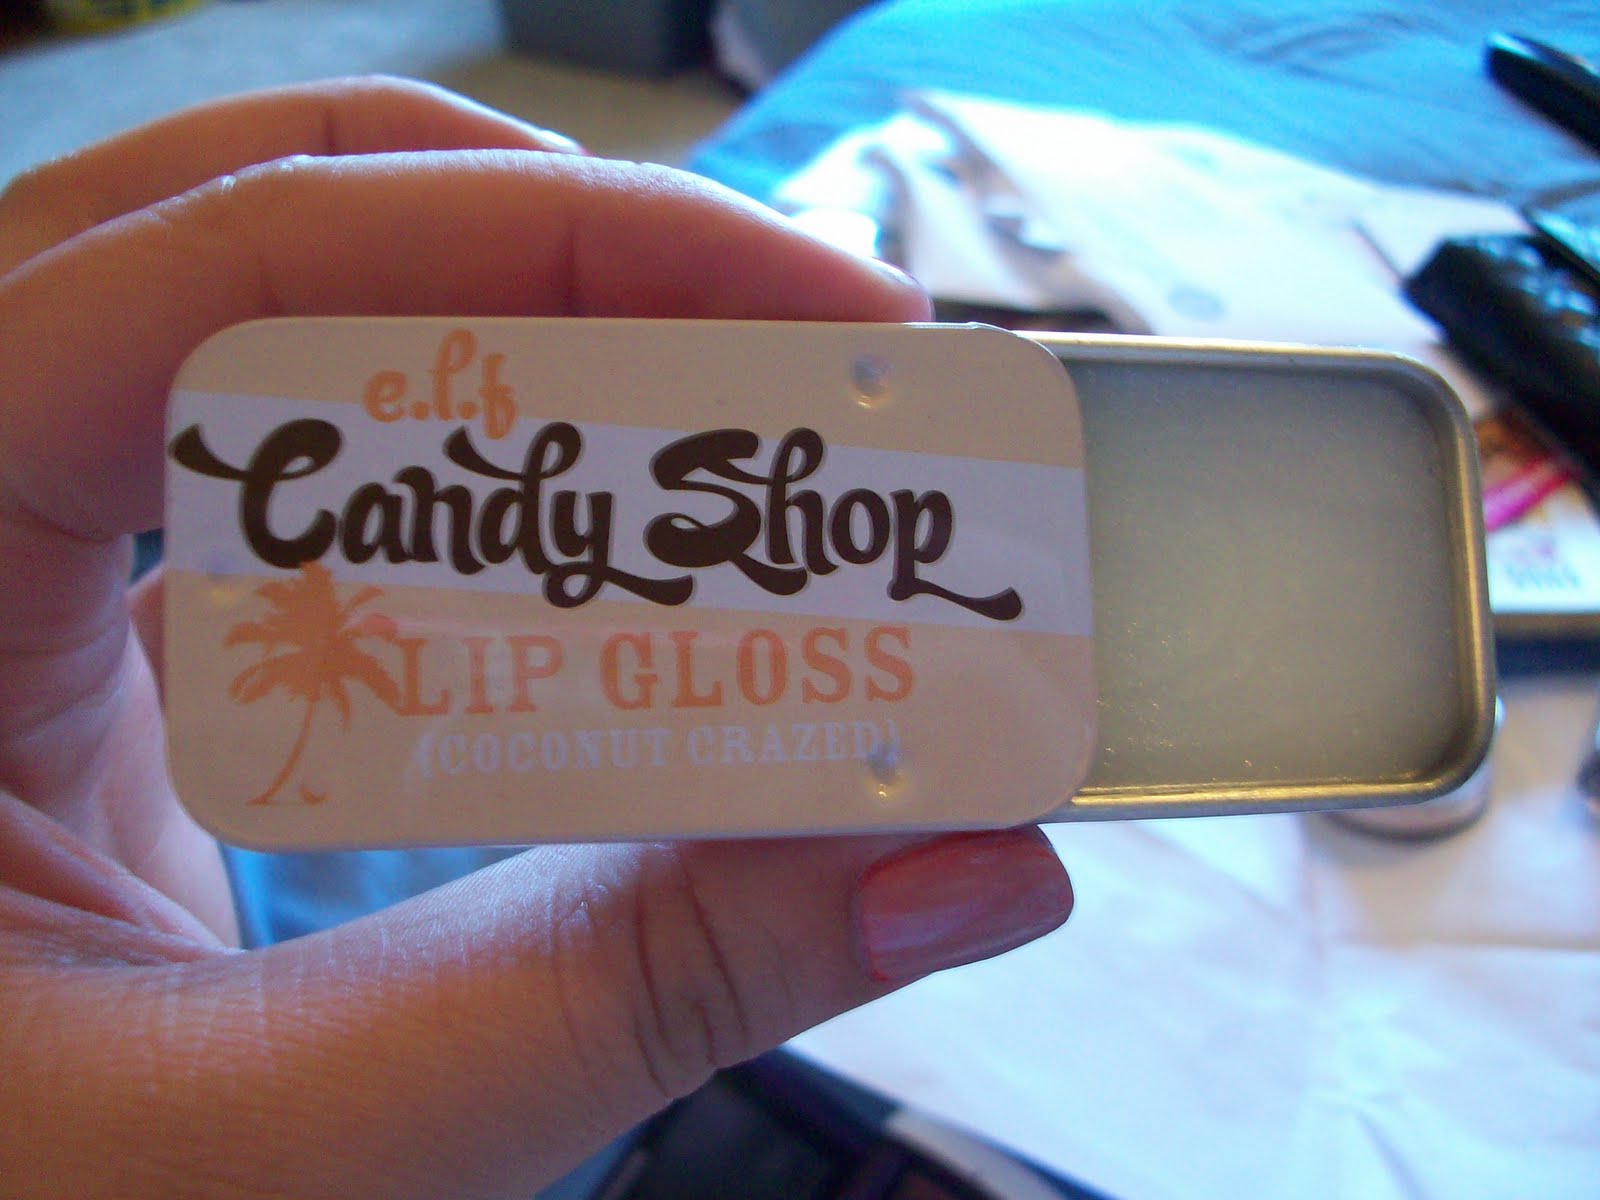 e.l.f
Candy Shop
LIP GLOSS
{COCONUT CRAZED}